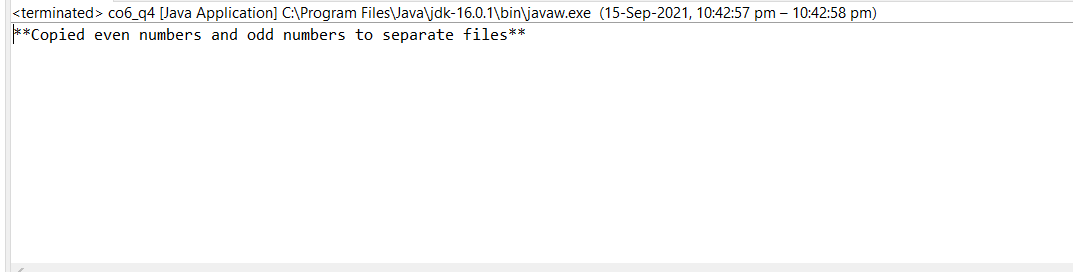 <terminated> co6_q4 [Java Application] C:\Program Files\Java\jdk-16.0.1\bin\javaw.exe (15-Sep-2021, 10:42:57 pm – 10:42:58 pm)
**Copied even numbers and odd numbers to separate files**